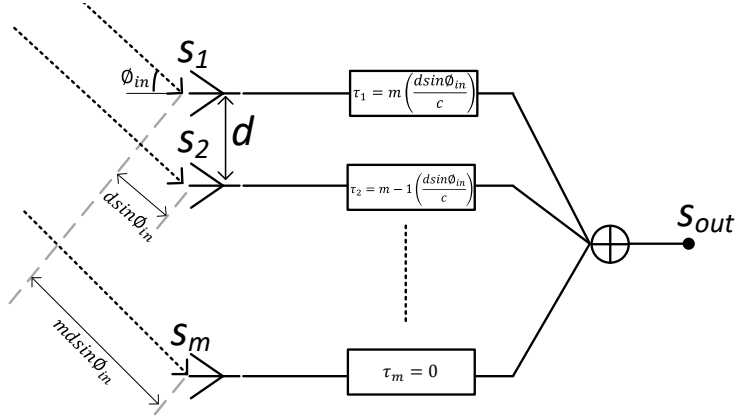 S₁
∅ᵢₙ
τ₁ = m (dsin∅ᵢₙ / c)
d
S₂
τ₂ = m − 1 (dsin∅ᵢₙ / c)
dsin∅ᵢₙ
Sₒᵤₜ
mdsin∅ᵢₙ
Sₘ
τₘ = 0